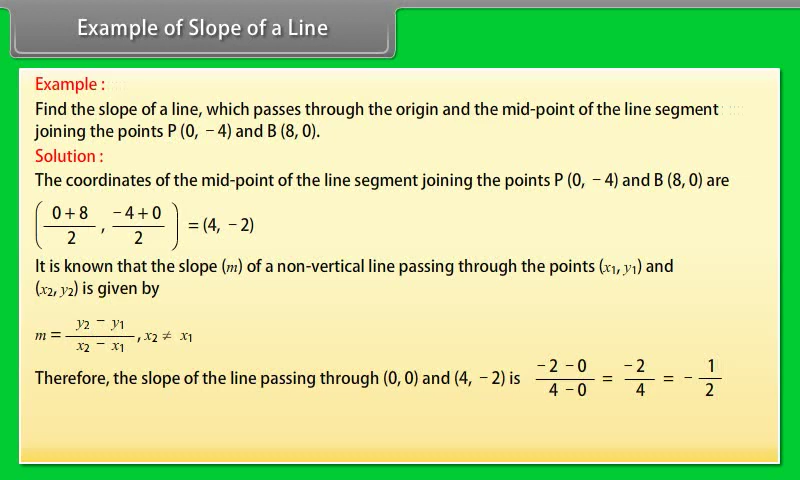 Example of Slope of a Line
Example :
Find the slope of a line, which passes through the origin and the mid-point of the line segment
joining the points P (0, − 4) and B (8, 0).
Solution :
The coordinates of the mid-point of the line segment joining the points P (0, − 4) and B (8, 0) are
( (0 + 8)/2 , (− 4 + 0)/2 ) = (4, − 2)
It is known that the slope (m) of a non-vertical line passing through the points (x₁, y₁) and
(x₂, y₂) is given by
m = (y₂ − y₁)/(x₂ − x₁) , x₂ ≠ x₁
Therefore, the slope of the line passing through (0, 0) and (4, − 2) is (− 2 − 0)/(4 − 0) = (− 2)/4 = − 1/2